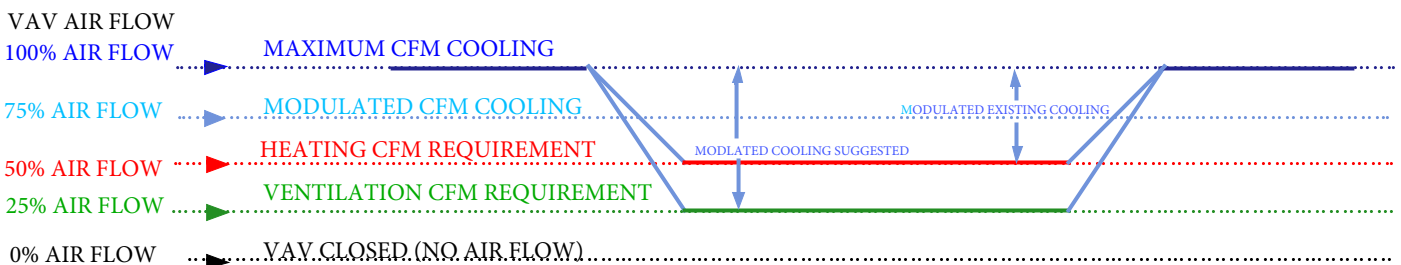 VAV AIR FLOW
100% AIR FLOW MAXIMUM CFM COOLING
75% AIR FLOW MODULATED CFM COOLING MODULATED EXISTING COOLING
50% AIR FLOW HEATING CFM REQUIREMENT MODLATED COOLING SUGGESTED
25% AIR FLOW VENTILATION CFM REQUIREMENT
0% AIR FLOW VAV CLOSED (NO AIR FLOW)